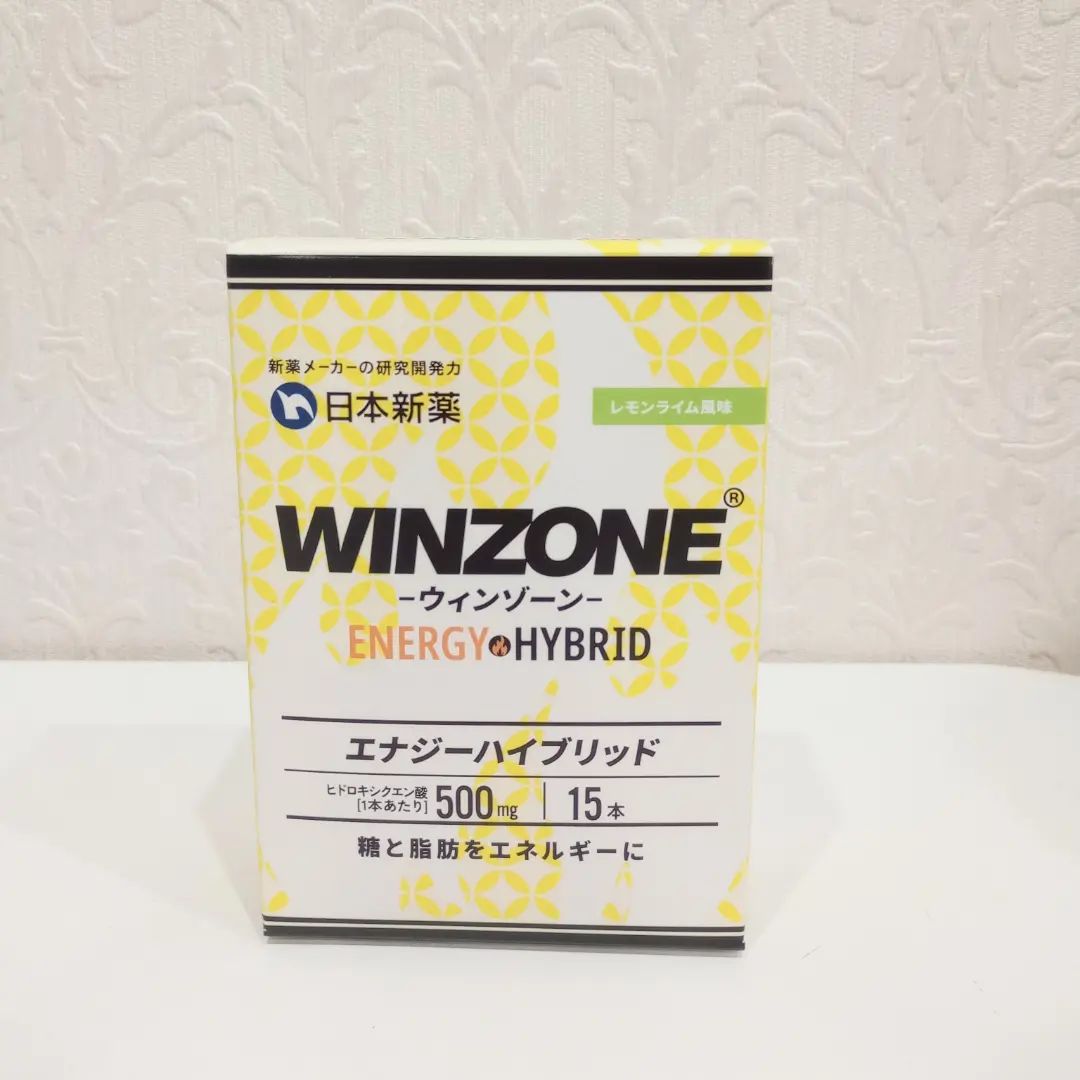 新薬メーカーの研究開発力
日本新薬
レモンライム風味
WINZONE®
-ウィンゾーン-
ENERGY HYBRID
エナジーハイブリッド
ヒドロキシクエン酸
[1本あたり] 500mg | 15本
糖と脂肪をエネルギーに